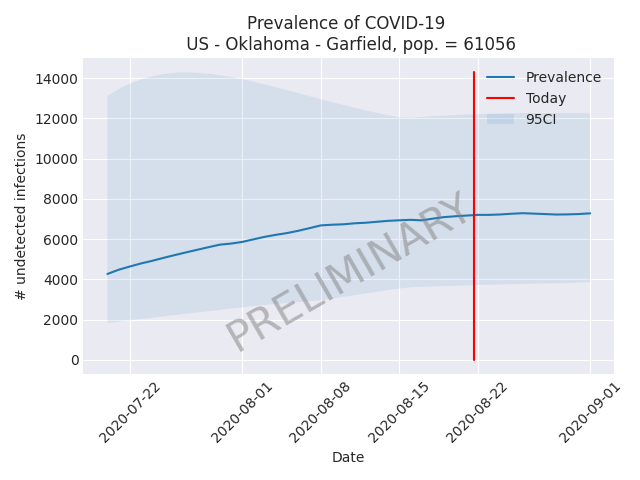 Prevalence of COVID-19
US - Oklahoma - Garfield, pop. = 61056
14000
12000
10000
8000
6000
4000
2000
0
# undetected infections
Prevalence
Today
95CI
PRELIMINARY
2020-07-22
2020-08-01
2020-08-08
2020-08-15
2020-08-22
2020-09-01
Date